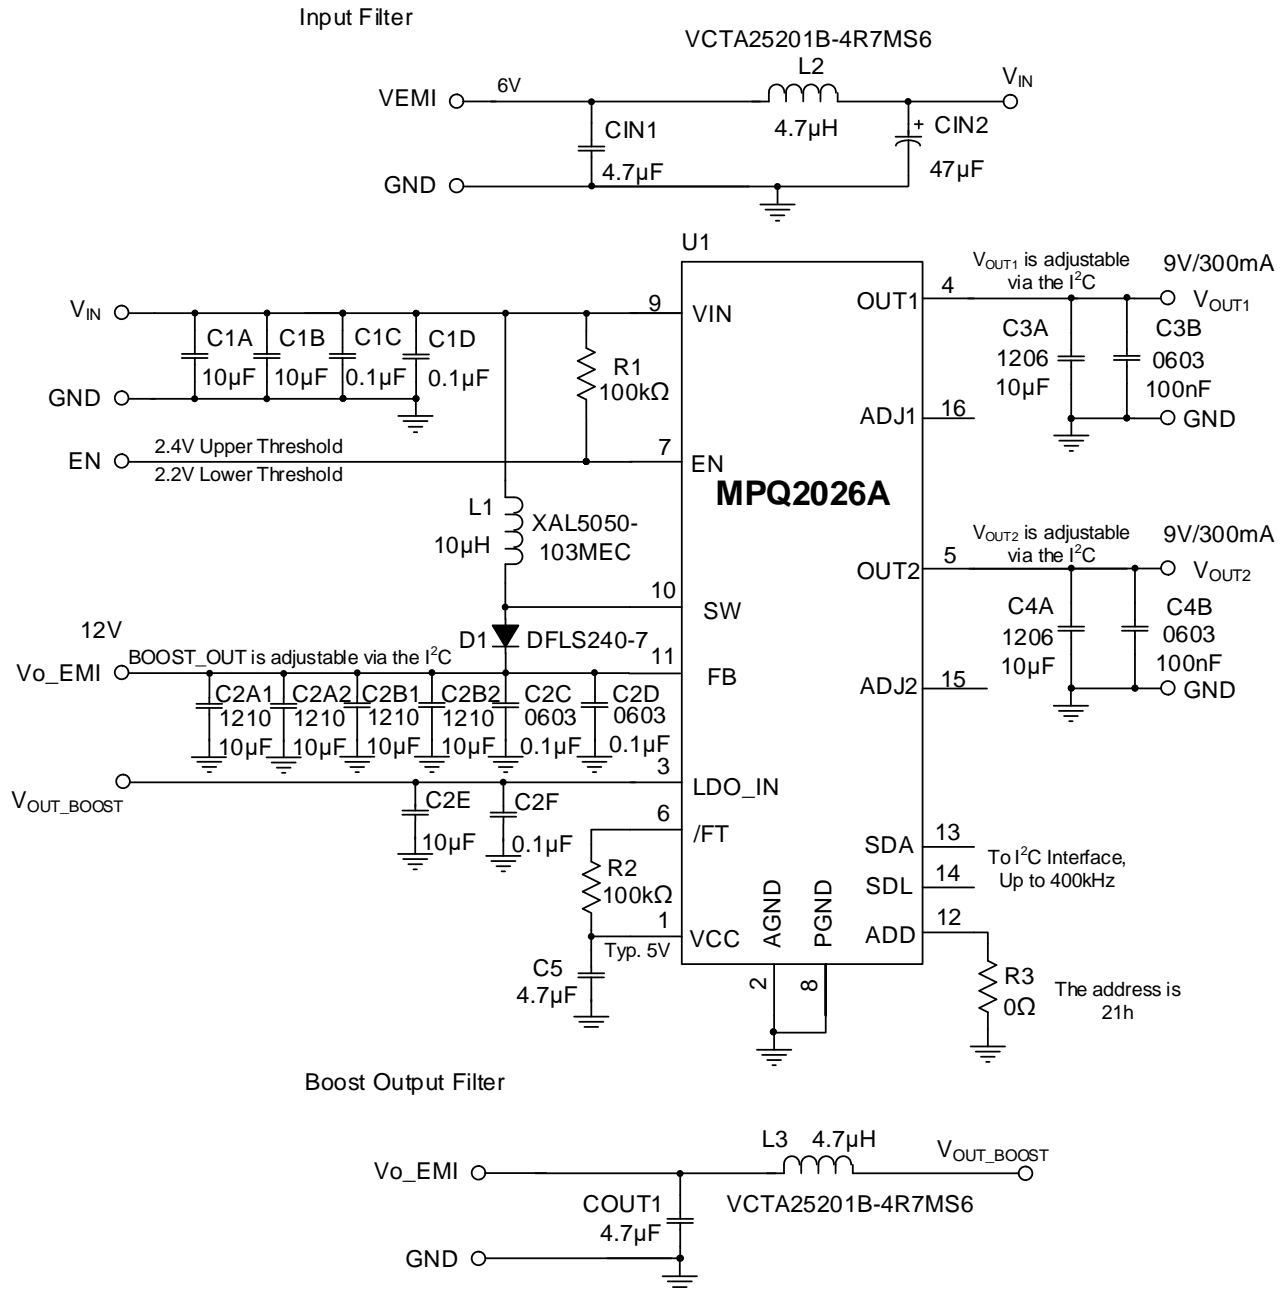 Input Filter
VCTA25201B-4R7MS6
L2
VEMI
6V
VIN
CIN1
4.7µF
4.7µH
+ CIN2
47µF
GND
U1
VIN
9
VIN
C1A
10µF
C1B
10µF
C1C
0.1µF
C1D
0.1µF
R1
100kΩ
GND
EN
2.4V Upper Threshold
2.2V Lower Threshold
7
EN
MPQ2026A
L1
10µH
XAL5050-
103MEC
10
SW
D1
DFLS240-7
12V
Vo_EMI
BOOST_OUT is adjustable via the I²C
11
FB
C2A1
1210
10µF
C2A2
1210
10µF
C2B1
1210
10µF
C2B2
1210
10µF
C2C
0603
0.1µF
C2D
0603
0.1µF
VOUT_BOOST
3
LDO_IN
C2E
10µF
C2F
0.1µF
6
/FT
R2
100kΩ
1
VCC
Typ. 5V
C5
4.7µF
AGND
PGND
2
8
OUT1
4
VOUT1 is adjustable
via the I²C
9V/300mA
VOUT1
C3A
1206
10µF
C3B
0603
100nF
GND
ADJ1
16
OUT2
5
VOUT2 is adjustable
via the I²C
9V/300mA
VOUT2
C4A
1206
10µF
C4B
0603
100nF
GND
ADJ2
15
SDA
13
SDL
14
To I²C Interface,
Up to 400kHz
ADD
12
R3
0Ω
The address is
21h
Boost Output Filter
L3
4.7µH
VOUT_BOOST
Vo_EMI
COUT1
4.7µF
VCTA25201B-4R7MS6
GND